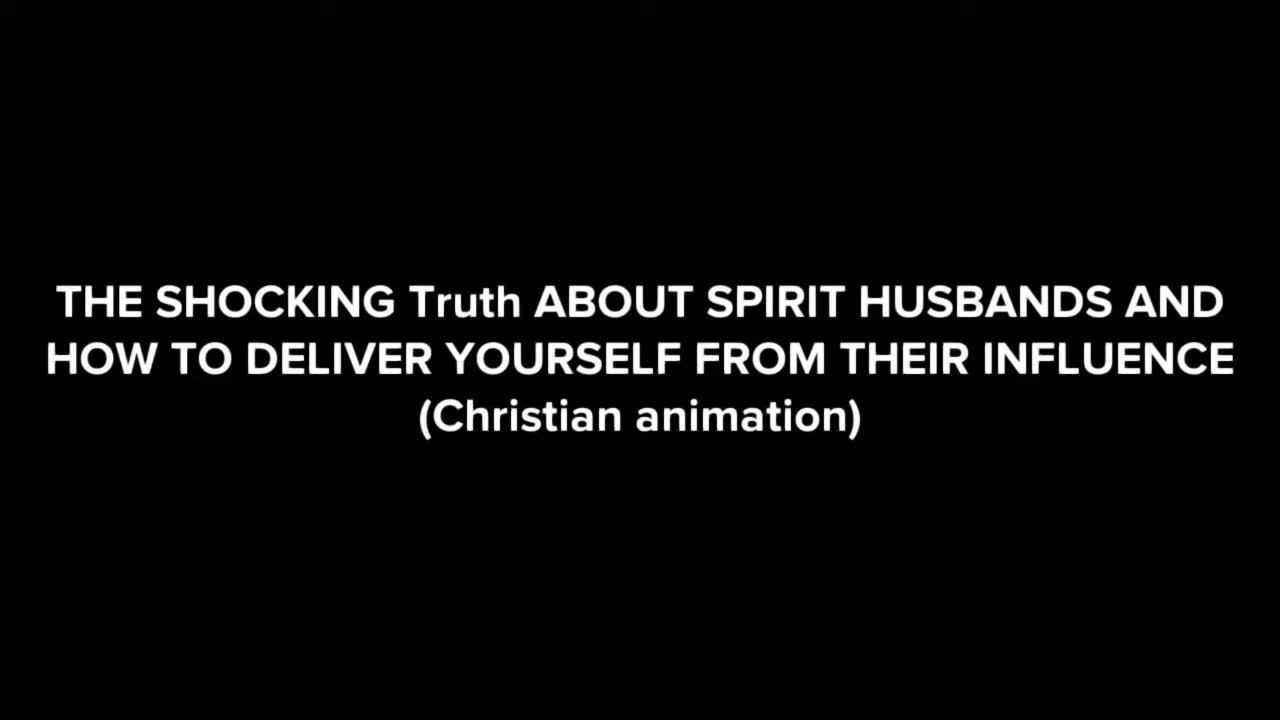 THE SHOCKING Truth ABOUT SPIRIT HUSBANDS AND
HOW TO DELIVER YOURSELF FROM THEIR INFLUENCE
(Christian animation)